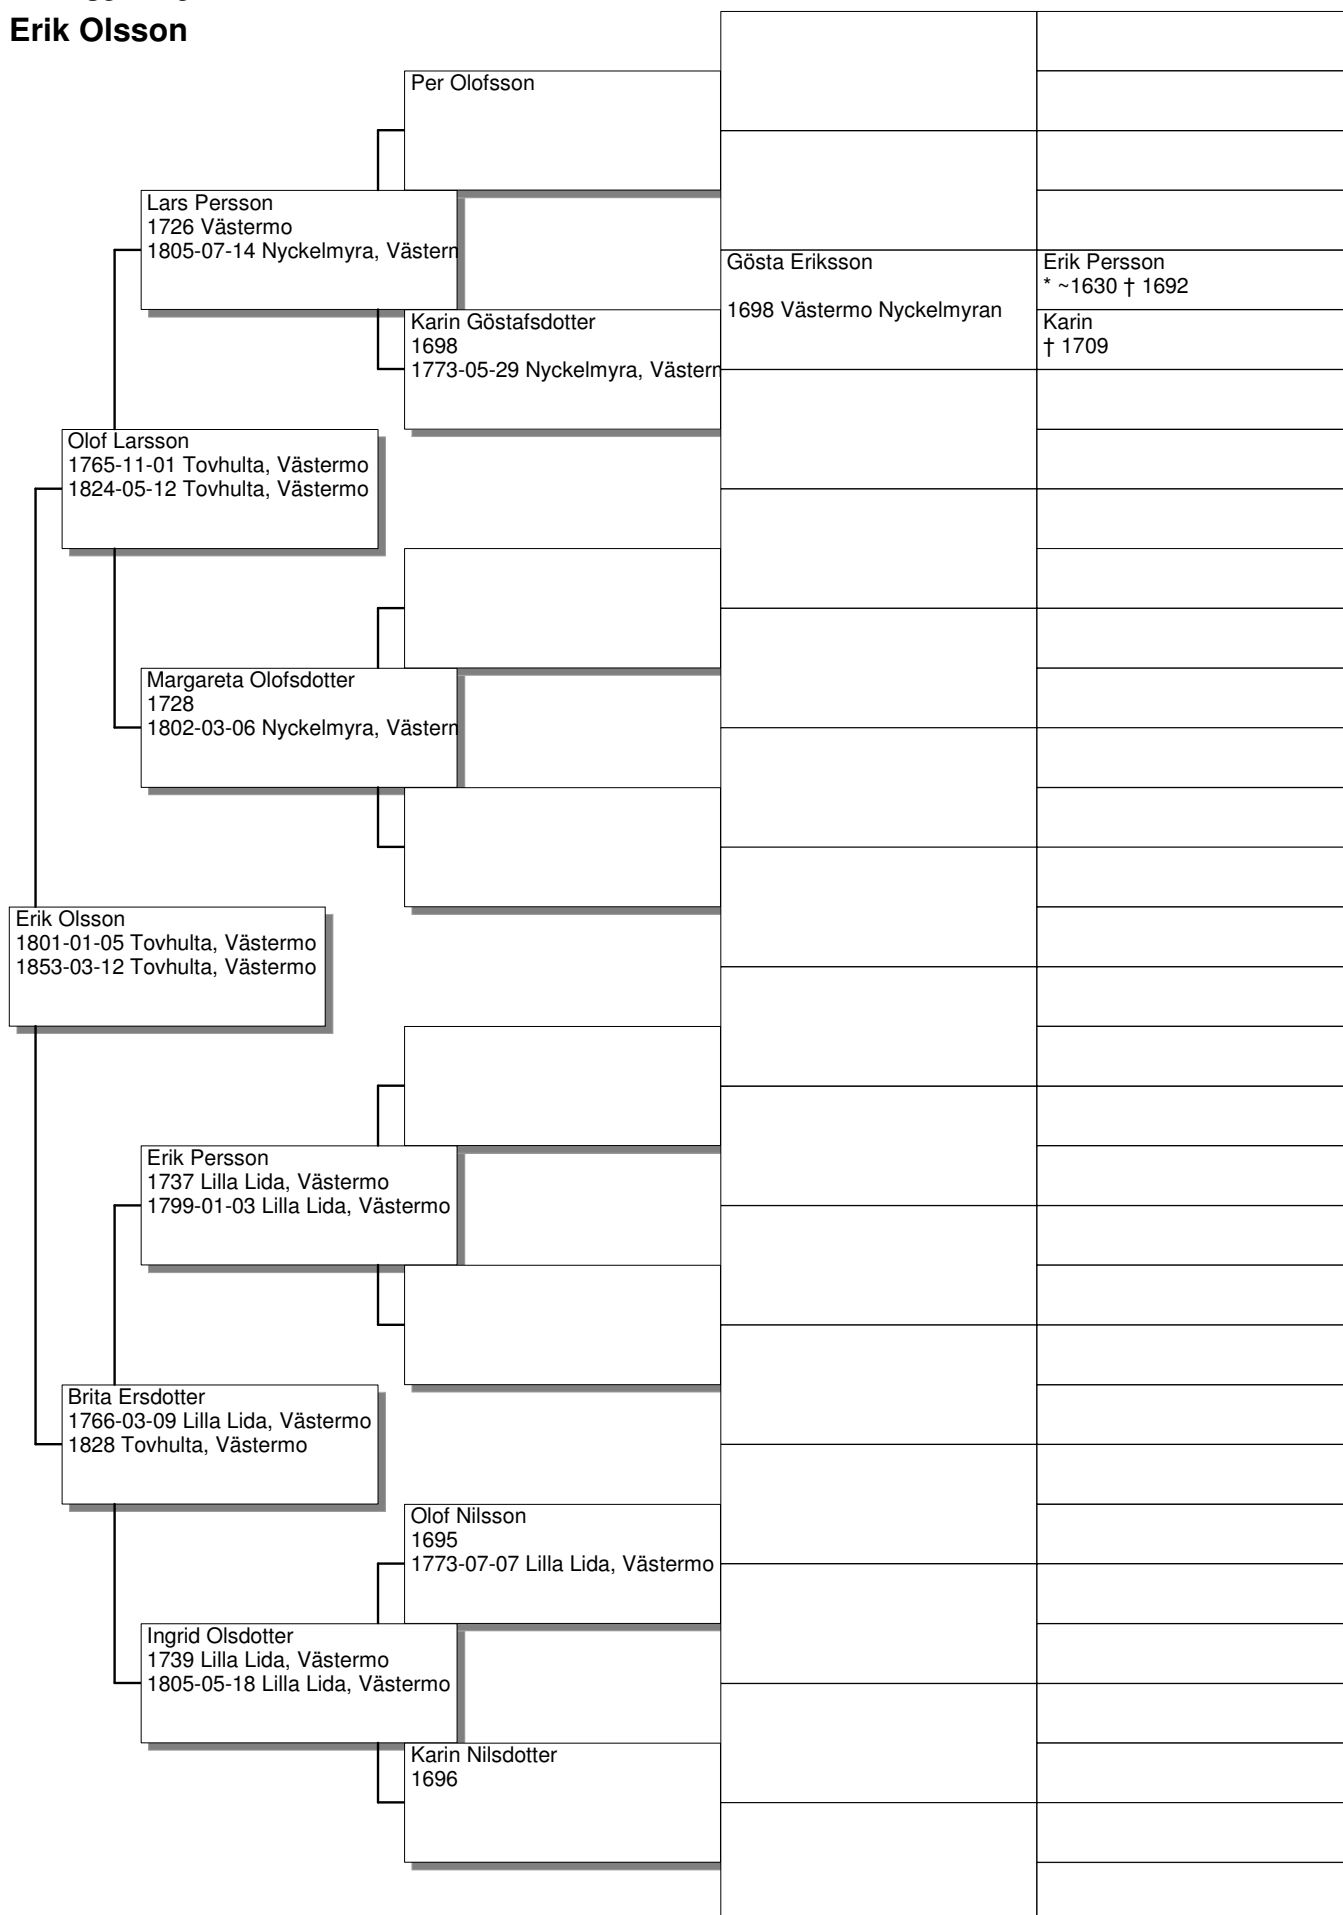 Erik Olsson
Per Olofsson
Lars Persson
1726 Västermo
1805-07-14 Nyckelmyra, Västern
Gösta Eriksson
1698 Västermo Nyckelmyran
Erik Persson
* ~1630 † 1692
Karin
† 1709
Karin Göstafsdotter
1698
1773-05-29 Nyckelmyra, Västern
Olof Larsson
1765-11-01 Tovhulta, Västermo
1824-05-12 Tovhulta, Västermo
Margareta Olofsdotter
1728
1802-03-06 Nyckelmyra, Västern
Erik Olsson
1801-01-05 Tovhulta, Västermo
1853-03-12 Tovhulta, Västermo
Erik Persson
1737 Lilla Lida, Västermo
1799-01-03 Lilla Lida, Västermo
Brita Ersdotter
1766-03-09 Lilla Lida, Västermo
1828 Tovhulta, Västermo
Olof Nilsson
1695
1773-07-07 Lilla Lida, Västermo
Ingrid Olsdotter
1739 Lilla Lida, Västermo
1805-05-18 Lilla Lida, Västermo
Karin Nilsdotter
1696